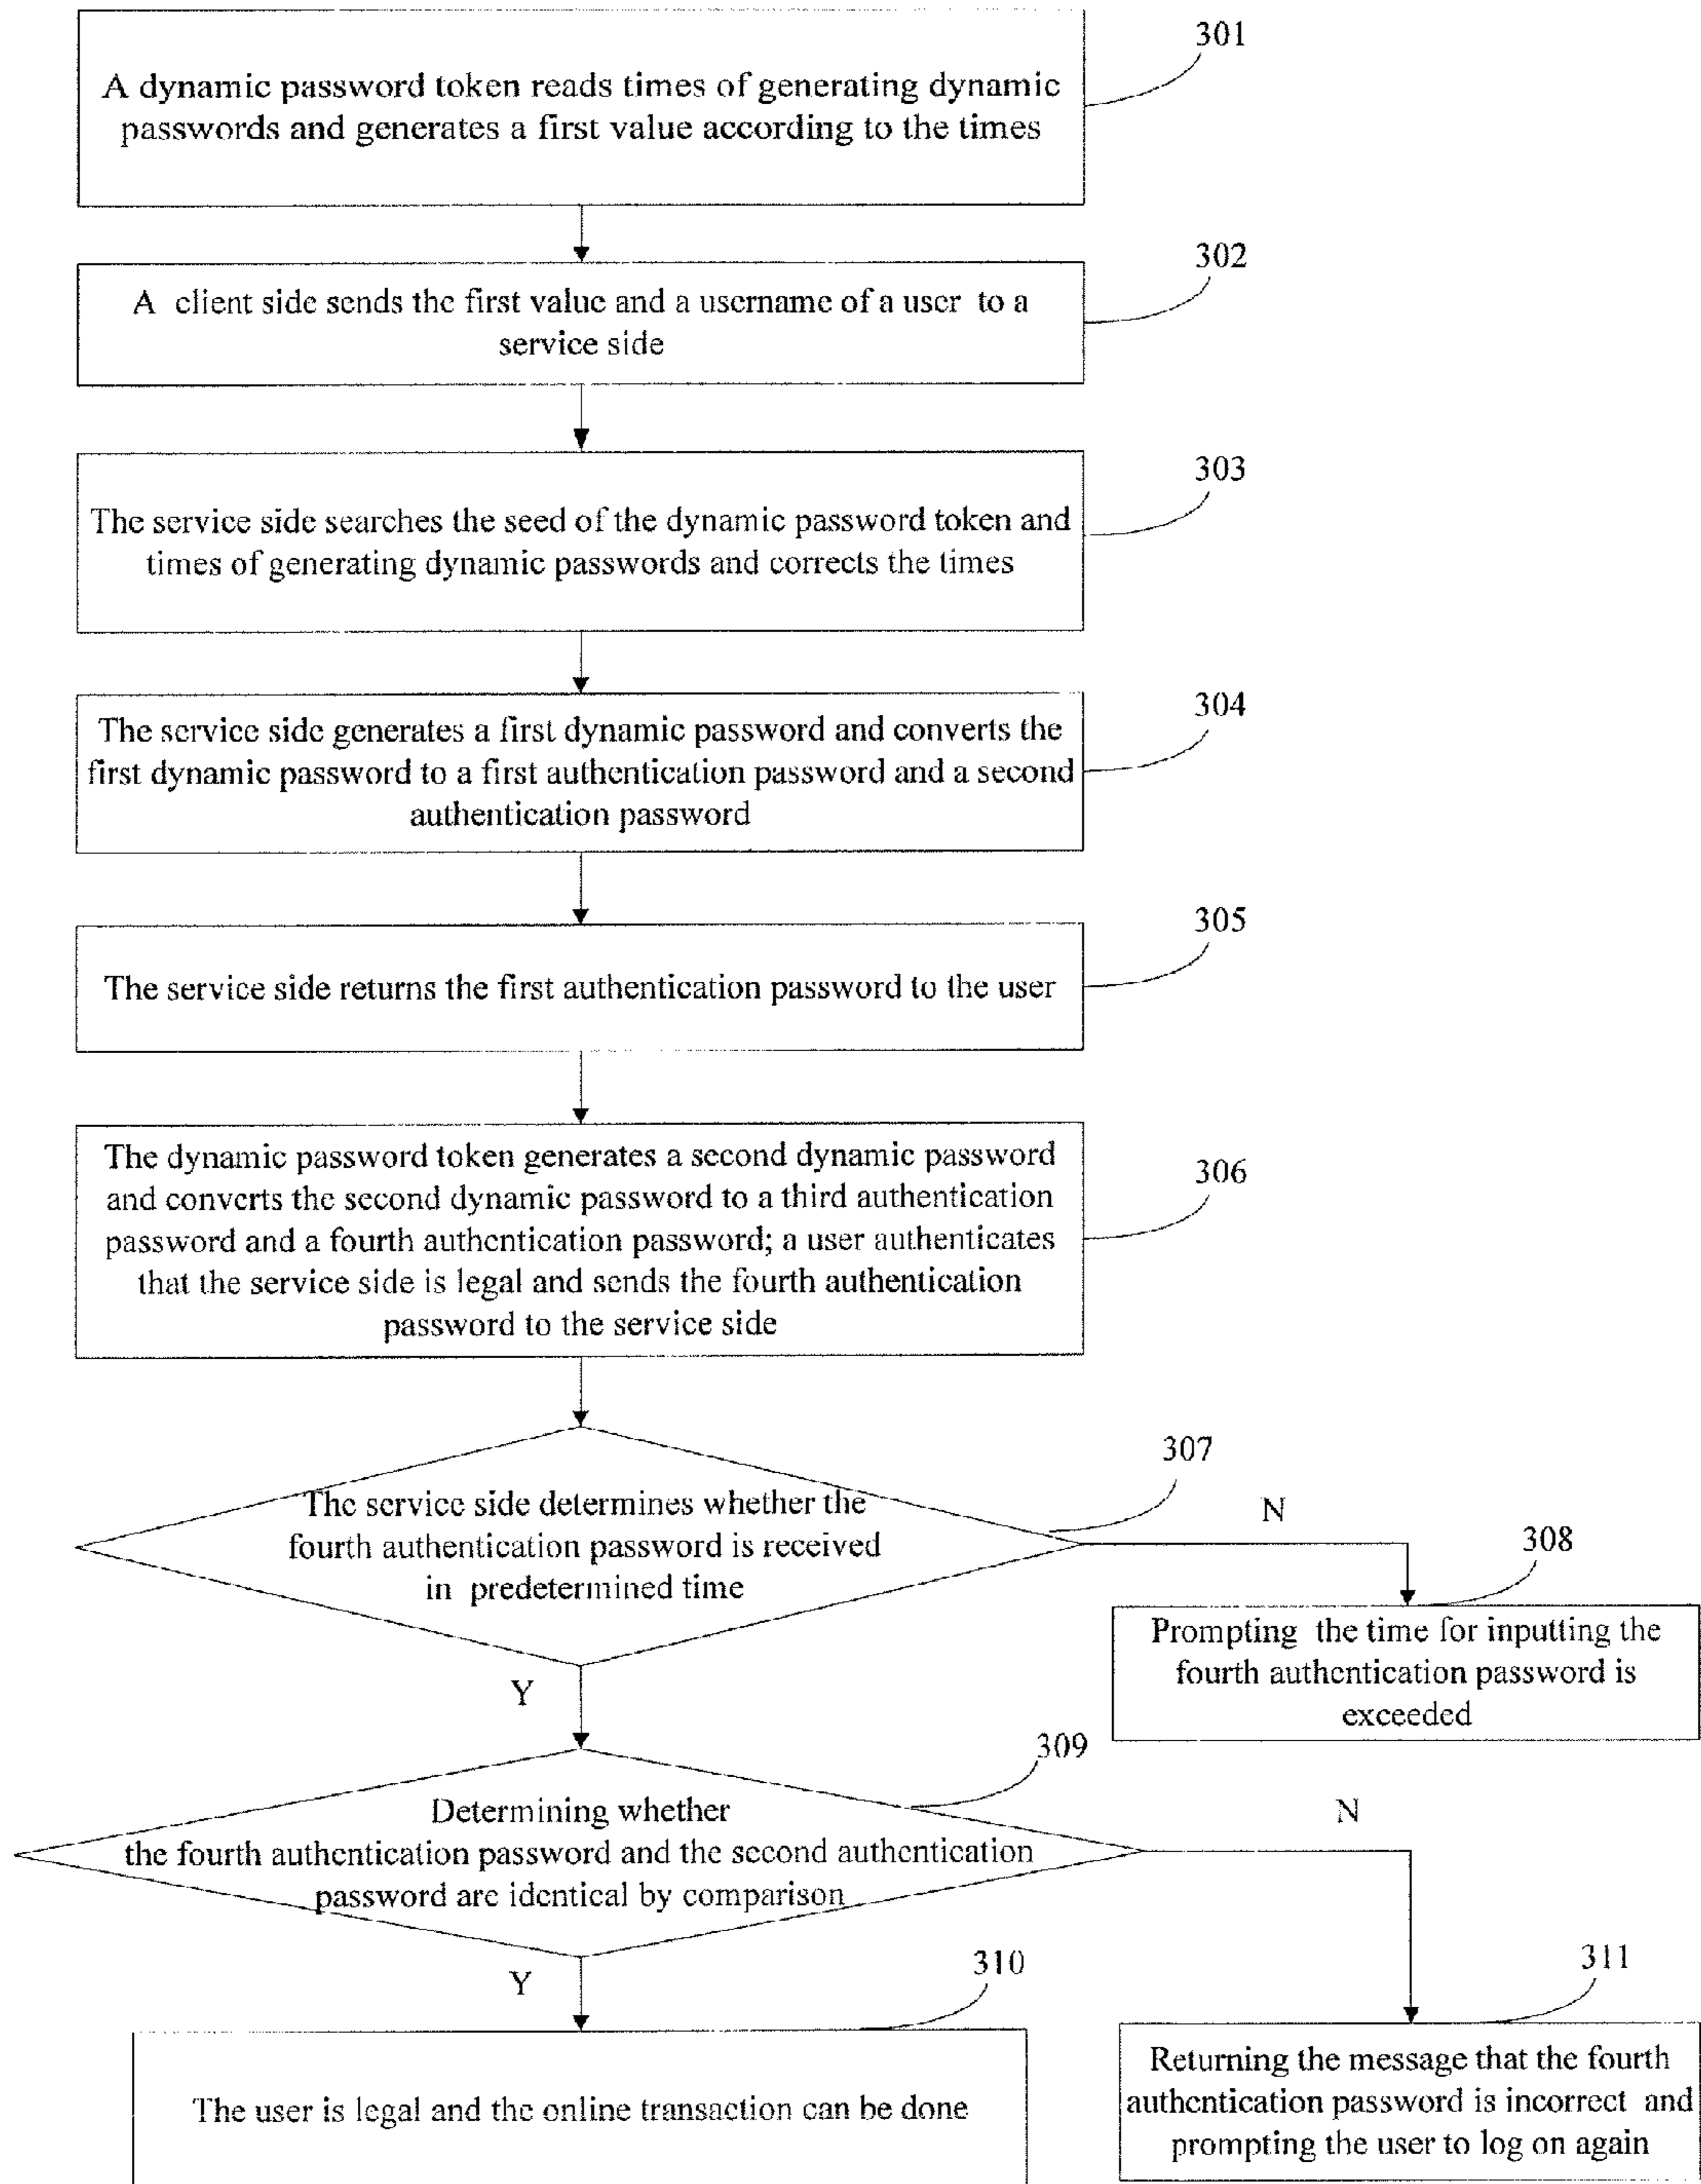 301
A dynamic password token reads times of generating dynamic
passwords and generates a first value according to the times
302
A client side sends the first value and a username of a user to a
service side
303
The service side searches the seed of the dynamic password token and
times of generating dynamic passwords and corrects the times
304
The service side generates a first dynamic password and converts the
first dynamic password to a first authentication password and a second
authentication password
305
The service side returns the first authentication password to the user
306
The dynamic password token generates a second dynamic password
and converts the second dynamic password to a third authentication
password and a fourth authentication password; a user authenticates
that the service side is legal and sends the fourth authentication
password to the service side
307
The service side determines whether the
fourth authentication password is received
in predetermined time
N
308
Prompting the time for inputting the
fourth authentication password is
exceeded
Y
309
Determining whether
the fourth authentication password and the second authentication
password are identical by comparison
N
Y
310
The user is legal and the online transaction can be done
311
Returning the message that the fourth
authentication password is incorrect and
prompting the user to log on again